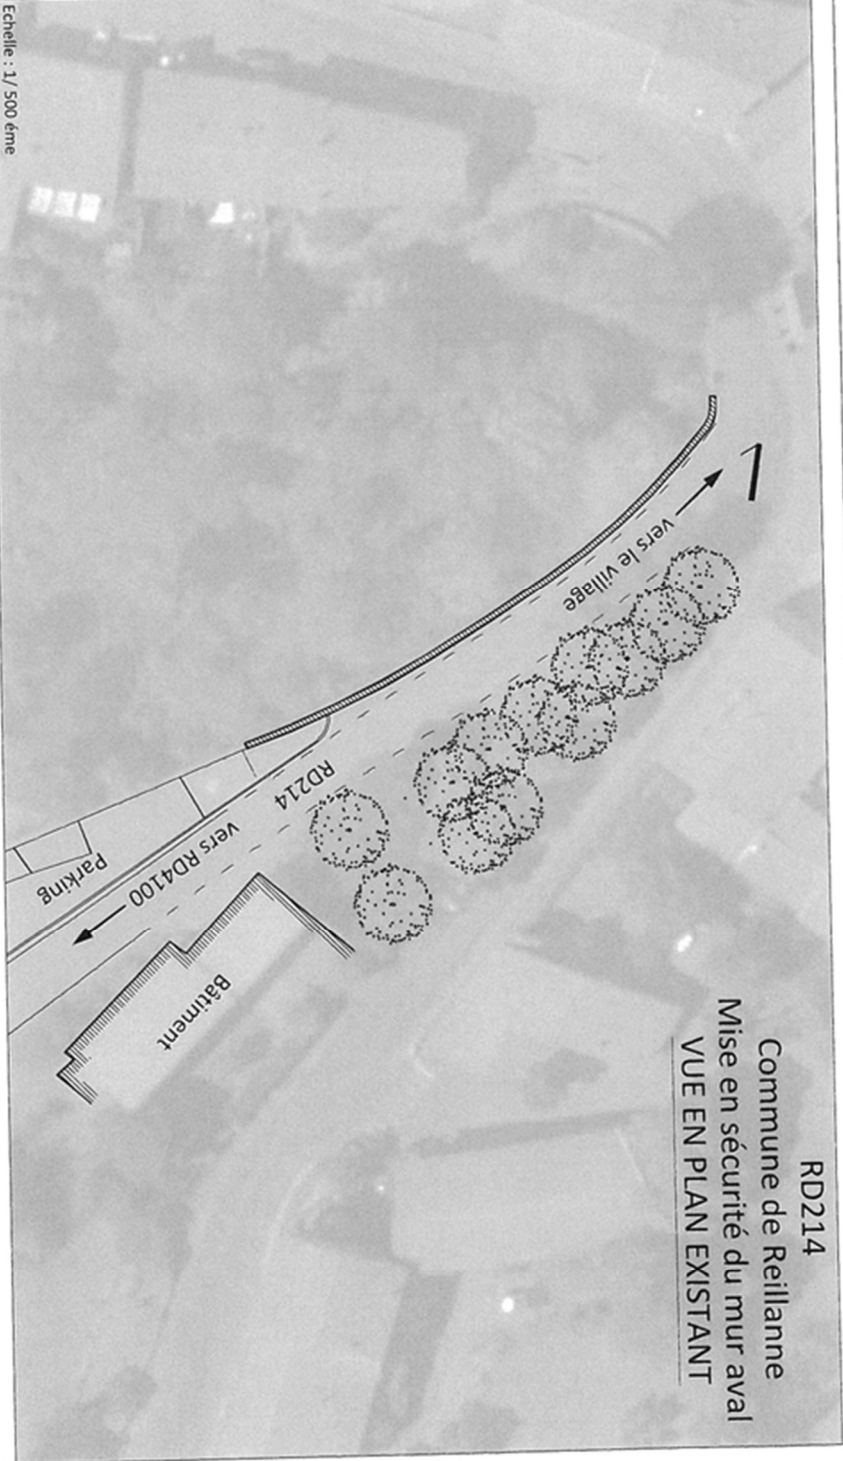 RD214
Commune de Reillanne
Mise en sécurité du mur aval
VUE EN PLAN EXISTANT
vers le village
RD214
vers RD4100
Parking
Bâtiment
Echelle : 1/ 500 éme